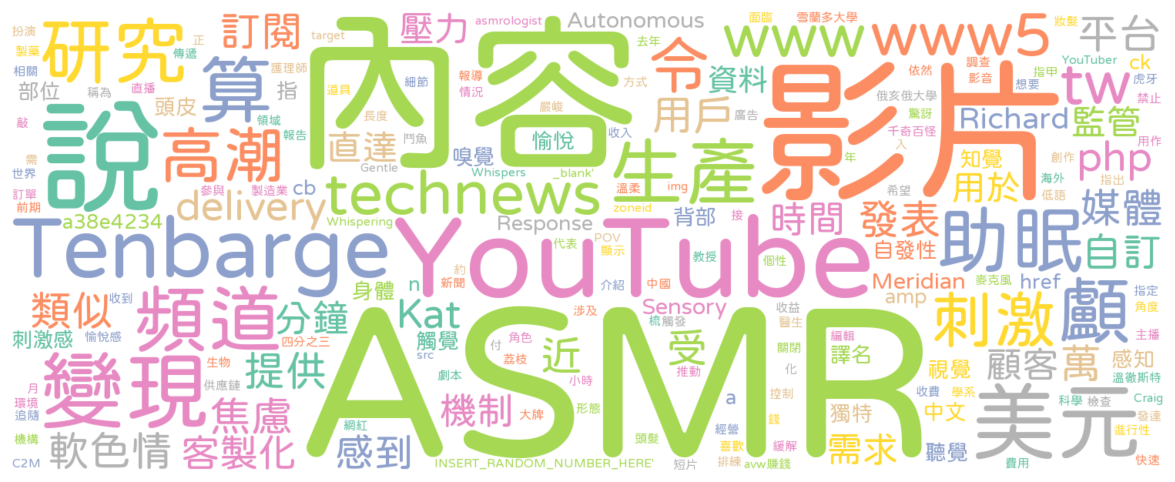 扮演 asmrologist Autonomous 面臨 雪蘭多大學 妝髮
製藥 研究 正 訂閱 壓力 target 去年 www www5 平台
相關 傳遞 算 護理師 內容 令 方式 依然 調查 YouTuber
部位 稱為 直播 指 細節 報導 資料 影片 影音 想要 指甲 虎牙 ck
頭皮 道具 情況 嚴峻 用戶 廣告 俄亥俄大學 tw 禁止
敲 說 領域 長度 收入 驚訝 Richard 監管
高潮 報告 直達 鬥魚 愉悅 生產 千奇百怪 用作
需 嗅覺 年 入 知覺 創作 php
世界 Gentle Whispers _blank' 指出
訂單 參與 製造業 cb technews 溫柔 img 希望 用於 海外 媒體
前期 a38e4234 delivery Whispering zoneid 背部 接 時間 發表 低語
Response 代表 POV 顯示 自發性 助眠 自訂
Tenbarge YouTube 教授 個性 麥克風
收到 約 新聞 介紹 中國 Meridian href 指定
類似 頻道 身體 n Sensory 收益 amp 角度
分鐘 Kat 涉及 梳 觸發 醫生 刺激 顱 主播
刺激感 愉悅感 四分之三 觸覺 角色 編輯 譯名
src 付 荔枝 近 受 關閉 視覺 顧客 萬 感知
月 變現 生物 提供 劇本 小時 推動 化 溫徹斯特
環境 供應鏈 ASMR 控制 收費 學系 科學 Craig
追隨 焦慮 網紅 機制 大牌 形態 a 錢 獨特 中文 美元 檢查 發達
機構 軟色情 客製化 感到 頭髮 經營 喜歡 緩解 需求 聽覺 進行性
C2M INSERT_RANDOM_NUMBER_HERE' 短片 排練 avw 賺錢 費用 快速